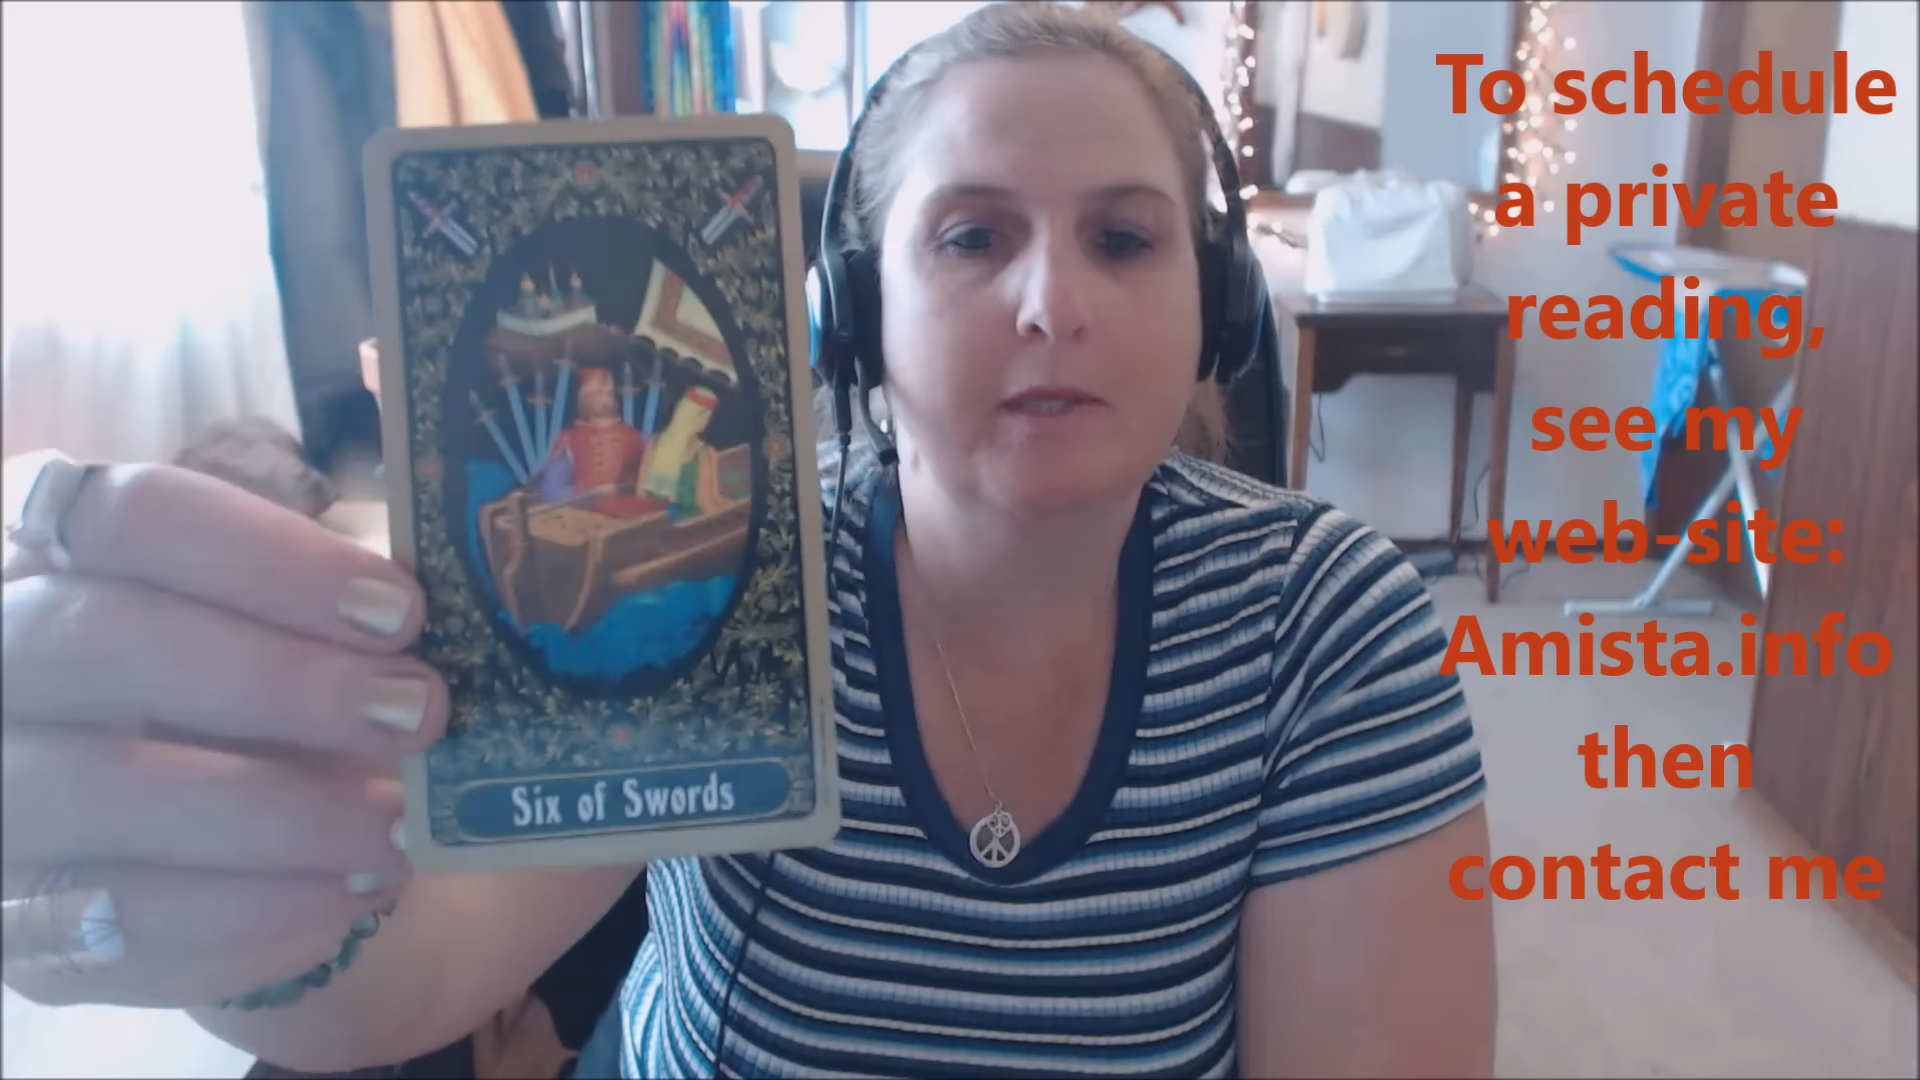 To schedule
a private
reading,
see my
web-site:
Amista.info
then
contact me
Six of Swords